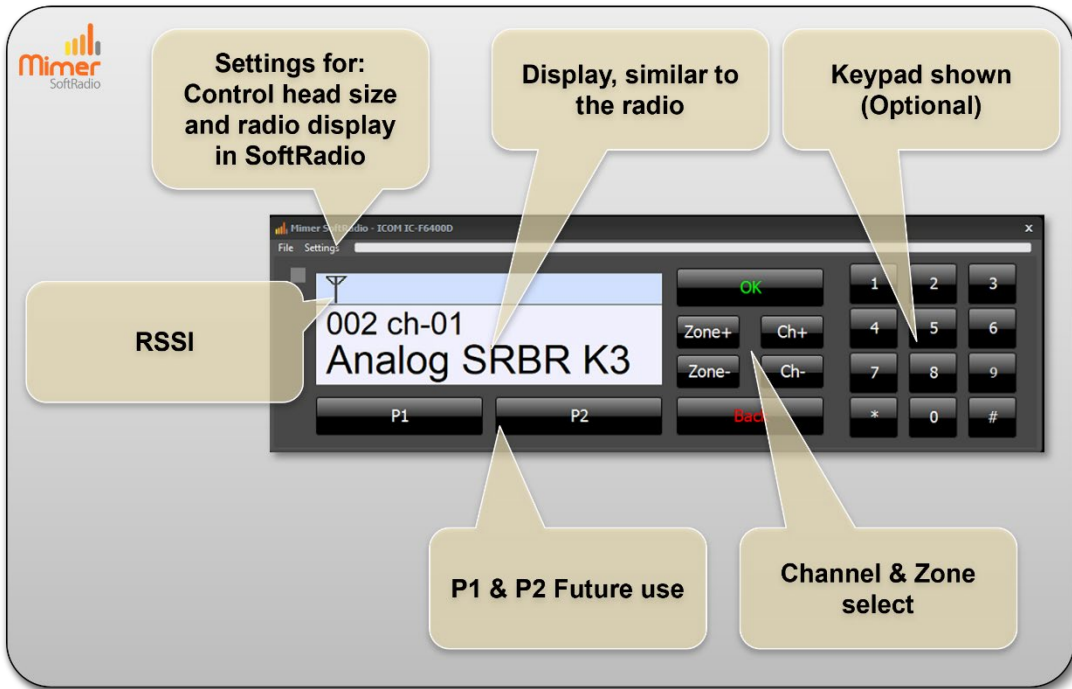 Mimer
SoftRadio
Settings for:
Control head size
and radio display
in SoftRadio
Display, similar to
the radio
Keypad shown
(Optional)
Mimer SoftRadio - ICOM IC-F6400D x
File Settings
RSSI
002 ch-01
Analog SRBR K3
OK
Zone+ Ch+
Zone- Ch-
P1 P2 Back
1 2 3
4 5 6
7 8 9
* 0 #
P1 & P2 Future use
Channel & Zone
select